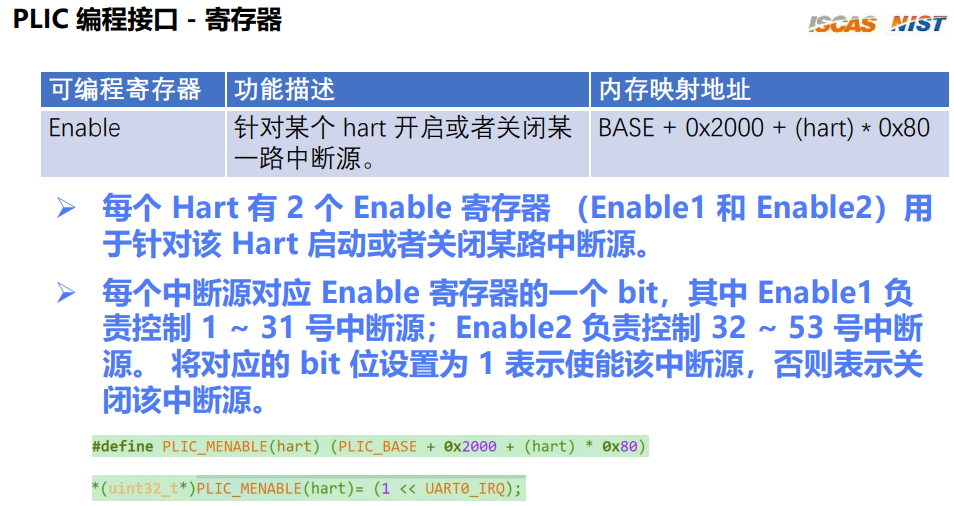 PLIC 编程接口 - 寄存器
ISCAS NIST
可编程寄存器 功能描述 内存映射地址
Enable 针对某个 hart 开启或者关闭某 BASE + 0x2000 + (hart) * 0x80
一路中断源。
➢ 每个 Hart 有 2 个 Enable 寄存器 （Enable1 和 Enable2）用
于针对该 Hart 启动或者关闭某路中断源。
➢ 每个中断源对应 Enable 寄存器的一个 bit，其中 Enable1 负
责控制 1 ~ 31 号中断源；Enable2 负责控制 32 ~ 53 号中断
源。 将对应的 bit 位设置为 1 表示使能该中断源，否则表示关
闭该中断源。
#define PLIC_MENABLE(hart) (PLIC_BASE + 0x2000 + (hart) * 0x80)
*(uint32_t*)PLIC_MENABLE(hart)= (1 << UART0_IRQ);